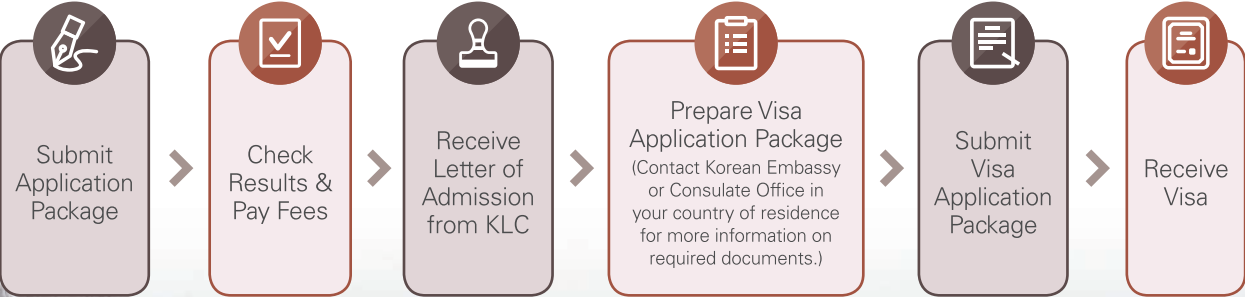 Submit
Application
Package
Check
Results &
Pay Fees
Receive
Letter of
Admission
from KLC
Prepare Visa
Application Package
(Contact Korean Embassy
or Consulate Office in
your country of residence
for more information on
required documents.)
Submit
Visa
Application
Package
Receive
Visa